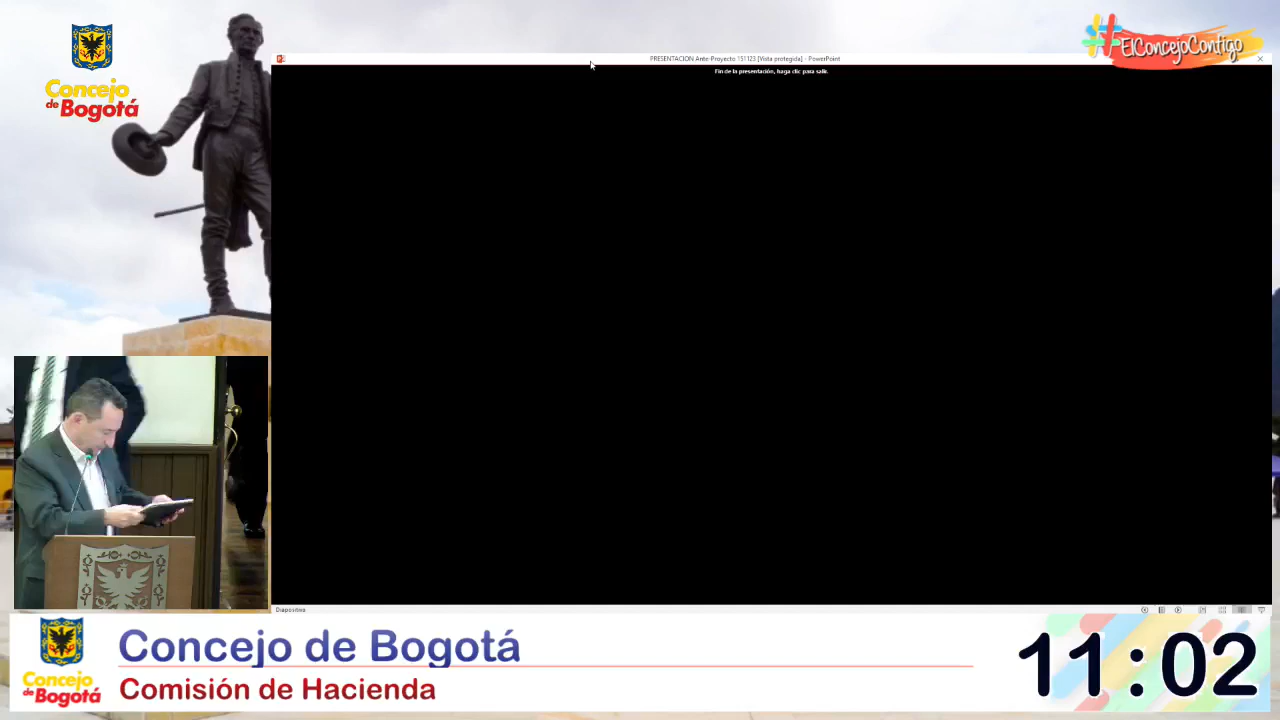 Concejo
de Bogotá
#ElConcejoContigo
PRESENTACION Ante-Proyecto 151123 [Vista protegida] - PowerPoint
Fin de la presentación, haga clic para salir.
Diapositiva
Concejo
de Bogotá
Concejo de Bogotá
Comisión de Hacienda
11:02